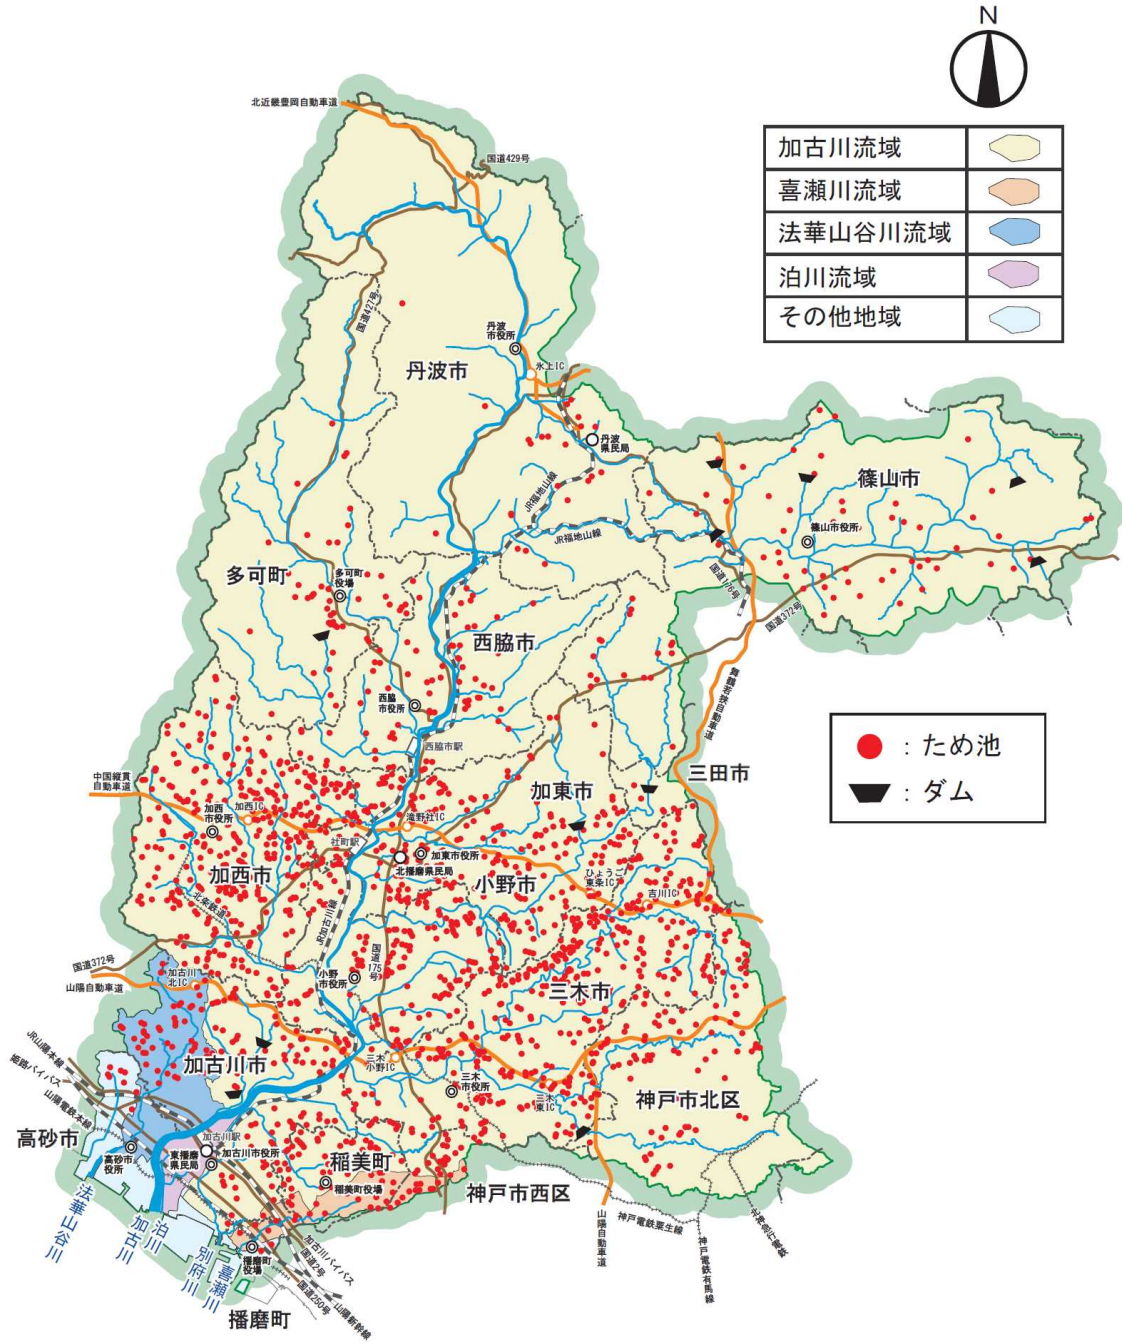 N
加古川流域
喜瀬川流域
法華山谷川流域
泊川流域
その他地域
北近畿豊岡自動車道
国道429号
国道427号
丹波
市役所
氷上IC
丹波市
丹波
県民局
JR福地山線
JR福地山線
篠山市
篠山市役所
国道176号
国道372号
多可町
多可町
役場
西脇市
西脇
市役所
西脇市駅
舞鶴若狭自動車道
三田市
：ため池
：ダム
中国縦貫
自動車道
加西
市役所
加西IC
加東市
滝野社IC
社町駅
加東市役所
北播磨県民局
加西市
小野市
ひょうご
東条IC
吉川IC
北条鉄道
JR加古川線
国道175号
国道372号
山陽自動車道
加古川
北IC
小野
市役所
三木市
JR山陽本線
姫路バイパス
山陽電鉄本線
加古川市
三木
小野IC
三木
市役所
三木
東IC
神戸市北区
高砂市
高砂市
役所
加古川駅
東播磨
県民局
加古川市役所
稲美町
稲美町役場
神戸市西区
法華山谷川
加古川
泊川
別府川
喜瀬川
播磨町
役場
播磨町
加古川バイパス
国道2号
国道250号
山陽新幹線
山陽自動車道
神戸電鉄粟生線
神戸電鉄有馬線
北神急行電鉄